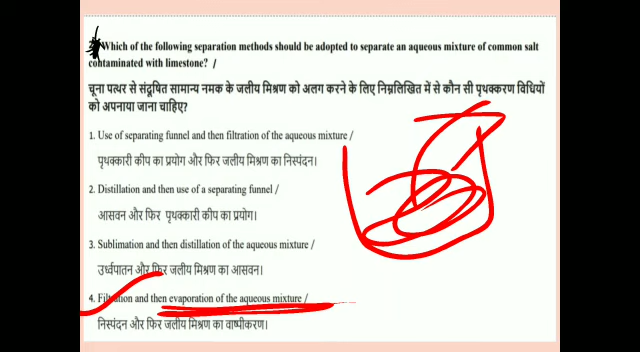 Which of the following separation methods should be adopted to separate an aqueous mixture of common salt
contaminated with limestone? /
चूना पत्थर से संदूषित सामान्य नमक के जलीय मिश्रण को अलग करने के लिए निम्नलिखित में से कौन सी पृथक्करण विधियों
को अपनाया जाना चाहिए?
1. Use of separating funnel and then filtration of the aqueous mixture /
पृथक्कारी कीप का प्रयोग और फिर जलीय मिश्रण का निस्पंदन।
2. Distillation and then use of a separating funnel /
आसवन और फिर पृथक्कारी कीप का प्रयोग।
3. Sublimation and then distillation of the aqueous mixture /
उर्ध्वपातन और फिर जलीय मिश्रण का आसवन।
4. Filtration and then evaporation of the aqueous mixture /
निस्पंदन और फिर जलीय मिश्रण का वाष्पीकरण।